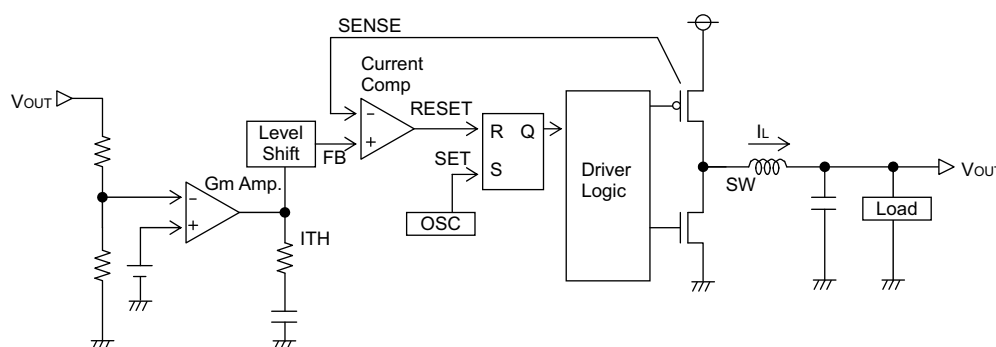 SENSE
Current
Comp
VOUT
RESET
Level
Shift
FB
R Q
S
SET
Driver
Logic
IL
SW
VOUT
Gm Amp.
OSC
Load
ITH